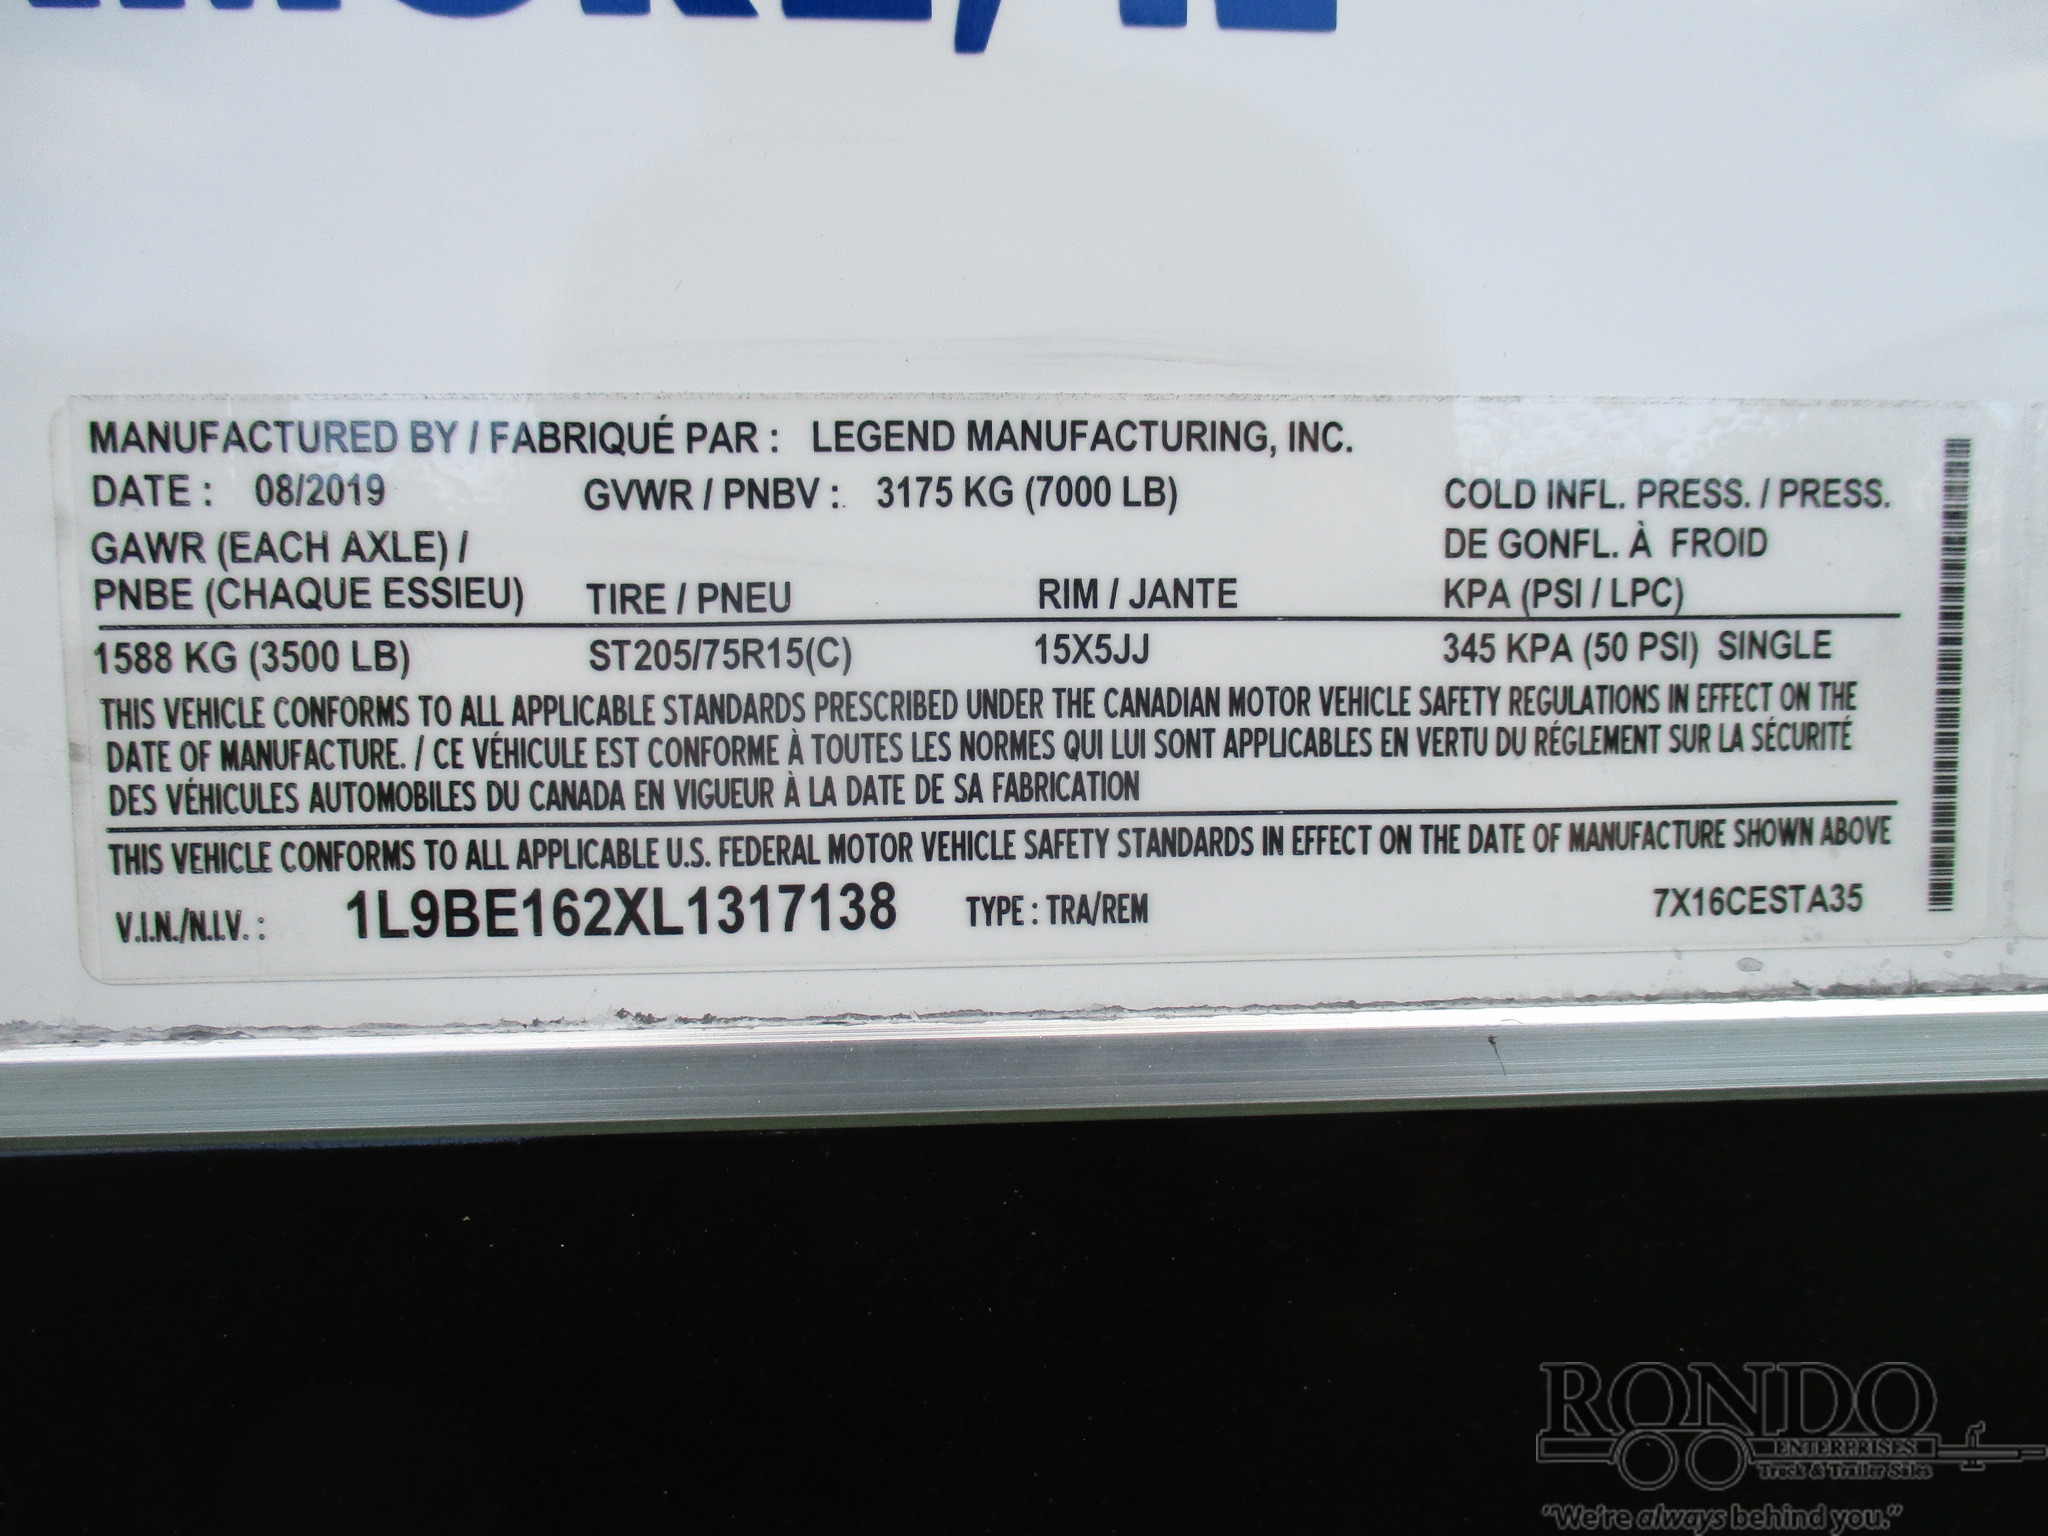 MANUFACTURED BY / FABRIQUÉ PAR : LEGEND MANUFACTURING, INC.
DATE : 08/2019 GVWR / PNBV : 3175 KG (7000 LB) COLD INFL. PRESS. / PRESS.
GAWR (EACH AXLE) / DE GONFL. À FROID
PNBE (CHAQUE ESSIEU) TIRE / PNEU RIM / JANTE KPA (PSI / LPC)
1588 KG (3500 LB) ST205/75R15(C) 15X5JJ 345 KPA (50 PSI) SINGLE
THIS VEHICLE CONFORMS TO ALL APPLICABLE STANDARDS PRESCRIBED UNDER THE CANADIAN MOTOR VEHICLE SAFETY REGULATIONS IN EFFECT ON THE
DATE OF MANUFACTURE. / CE VÉHICULE EST CONFORME À TOUTES LES NORMES QUI LUI SONT APPLICABLES EN VERTU DU RÉGLEMENT SUR LA SÉCURITÉ
DES VÉHICULES AUTOMOBILES DU CANADA EN VIGUEUR À LA DATE DE SA FABRICATION
THIS VEHICLE CONFORMS TO ALL APPLICABLE U.S. FEDERAL MOTOR VEHICLE SAFETY STANDARDS IN EFFECT ON THE DATE OF MANUFACTURE SHOWN ABOVE
V.I.N./N.I.V. : 1L9BE162XL1317138 TYPE : TRA/REM 7X16CESTA35
RONDO
ENTERPRISES
Truck & Trailer Sales
"We're always behind you."